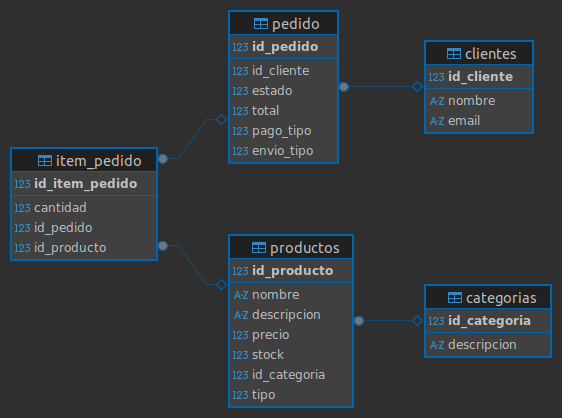 pedido
123 id_pedido
123 id_cliente
123 estado
123 total
123 pago_tipo
123 envio_tipo
clientes
123 id_cliente
A-Z nombre
A-Z email
item_pedido
123 id_item_pedido
123 cantidad
123 id_pedido
123 id_producto
productos
123 id_producto
A-Z nombre
A-Z descripcion
123 precio
123 stock
123 id_categoria
123 tipo
categorias
123 id_categoria
A-Z descripcion